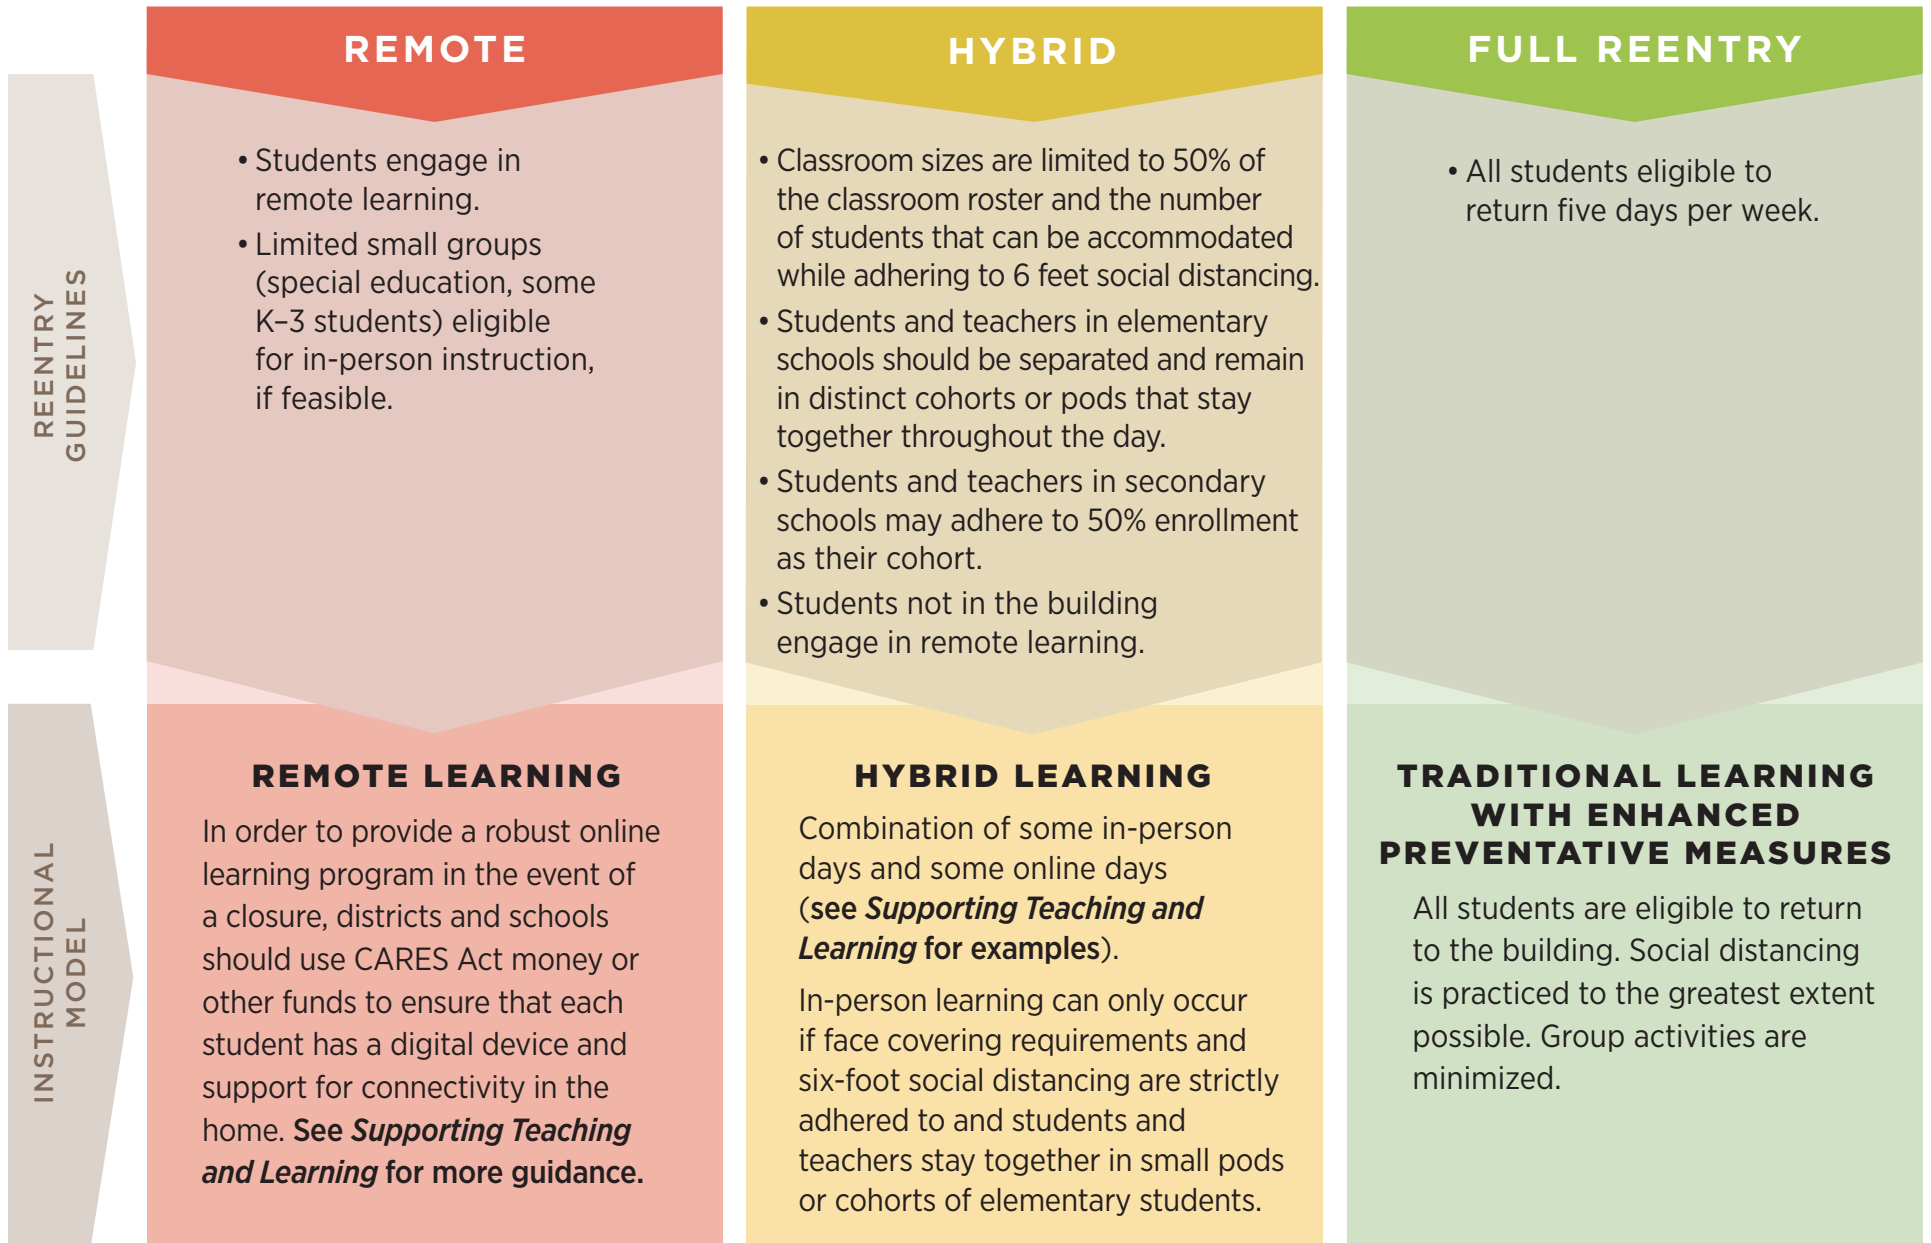 REMOTE
HYBRID
FULL REENTRY
REENTRY
GUIDELINES
• Students engage in
remote learning.
• Limited small groups
(special education, some
K–3 students) eligible
for in-person instruction,
if feasible.
• Classroom sizes are limited to 50% of
the classroom roster and the number
of students that can be accommodated
while adhering to 6 feet social distancing.
• Students and teachers in elementary
schools should be separated and remain
in distinct cohorts or pods that stay
together throughout the day.
• Students and teachers in secondary
schools may adhere to 50% enrollment
as their cohort.
• Students not in the building
engage in remote learning.
• All students eligible to
return five days per week.
INSTRUCTIONAL
MODEL
REMOTE LEARNING
In order to provide a robust online
learning program in the event of
a closure, districts and schools
should use CARES Act money or
other funds to ensure that each
student has a digital device and
support for connectivity in the
home. See Supporting Teaching
and Learning for more guidance.
HYBRID LEARNING
Combination of some in-person
days and some online days
(see Supporting Teaching and
Learning for examples).
In-person learning can only occur
if face covering requirements and
six-foot social distancing are strictly
adhered to and students and
teachers stay together in small pods
or cohorts of elementary students.
TRADITIONAL LEARNING
WITH ENHANCED
PREVENTATIVE MEASURES
All students are eligible to return
to the building. Social distancing
is practiced to the greatest extent
possible. Group activities are
minimized.